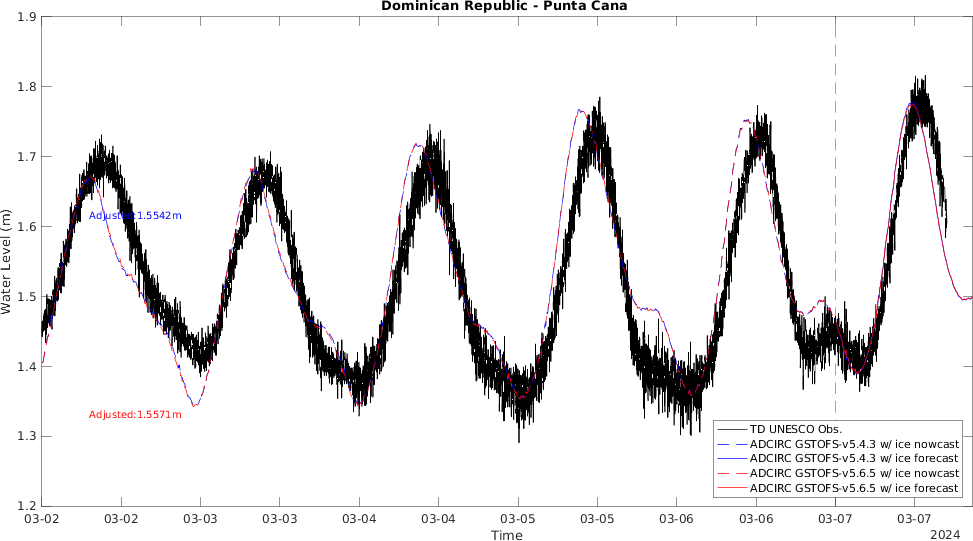 Dominican Republic - Punta Cana
Water Level (m)
1.9
1.8
1.7
1.6
1.5
1.4
1.3
1.2
Adjusted:1.5542m
Adjusted:1.5571m
TD UNESCO Obs.
ADCIRC GSTOFS-v5.4.3 w/ ice nowcast
ADCIRC GSTOFS-v5.4.3 w/ ice forecast
ADCIRC GSTOFS-v5.6.5 w/ ice nowcast
ADCIRC GSTOFS-v5.6.5 w/ ice forecast
03-02 03-02 03-03 03-03 03-04 03-04 03-05 03-05 03-06 03-06 03-07 03-07
Time
2024